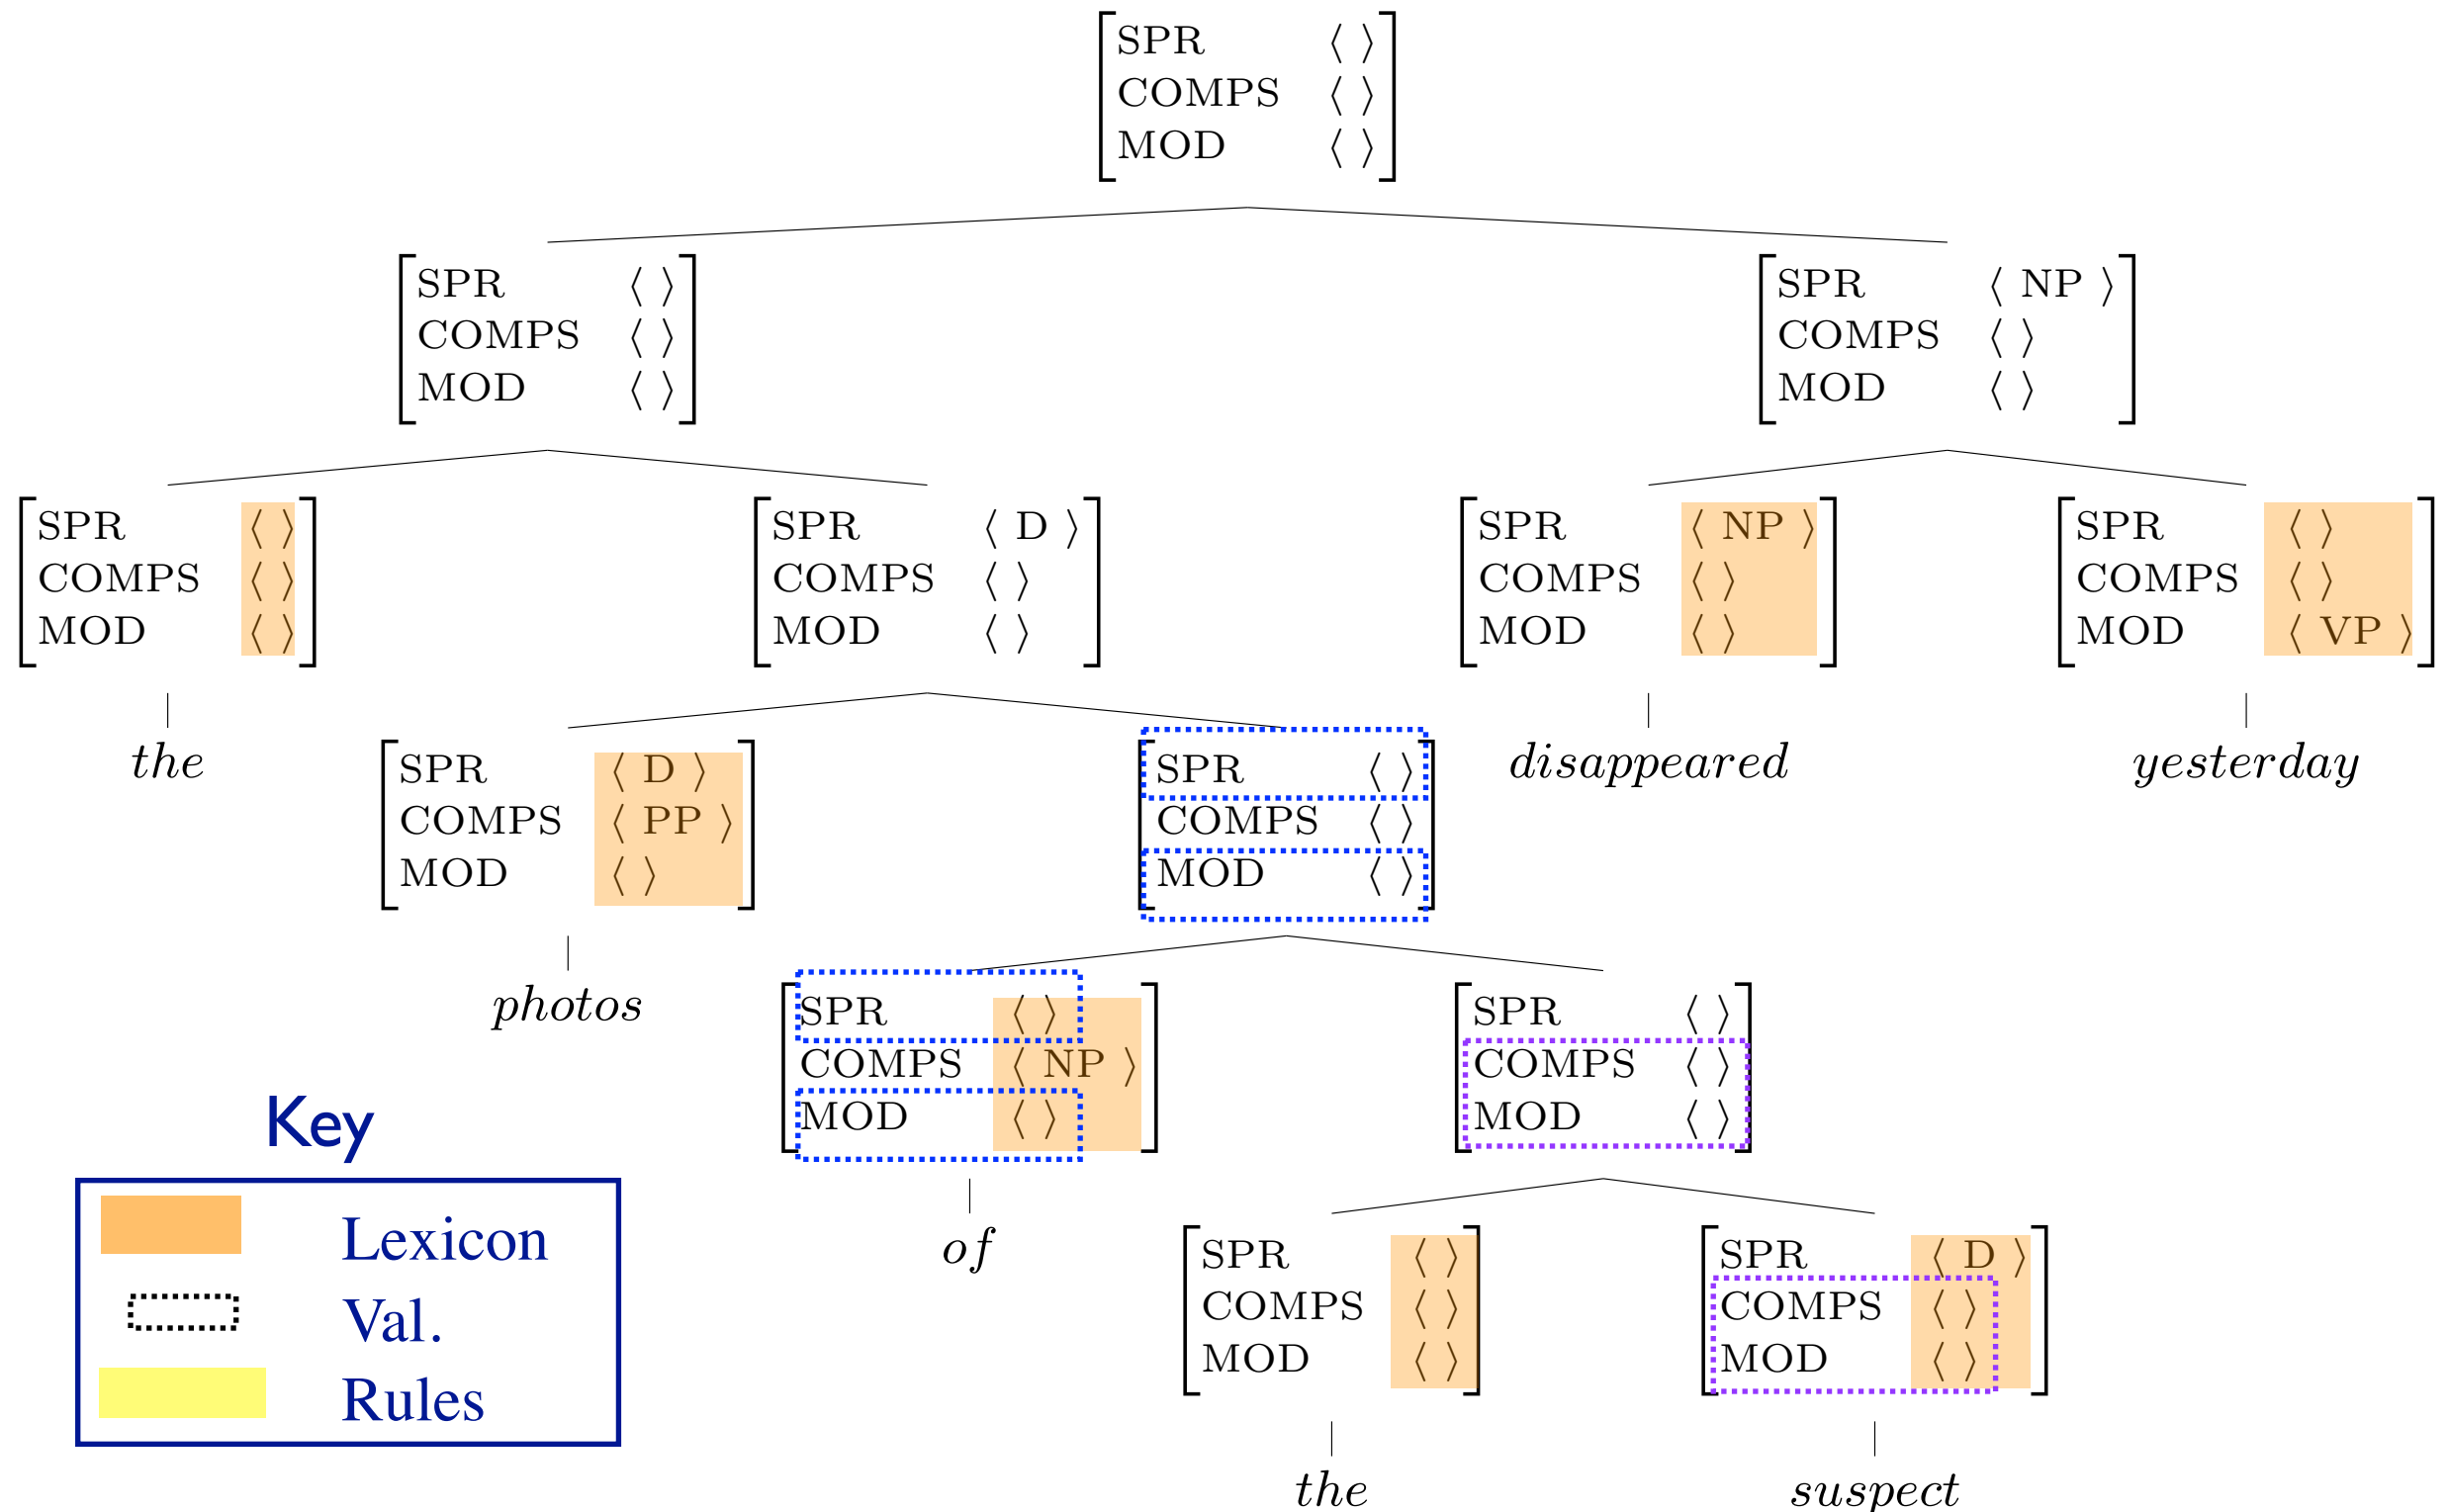 SPR ⟨ ⟩
COMPS ⟨ ⟩
MOD ⟨ ⟩
SPR ⟨ ⟩
COMPS ⟨ ⟩
MOD ⟨ ⟩
SPR ⟨ NP ⟩
COMPS ⟨ ⟩
MOD ⟨ ⟩
SPR ⟨ ⟩
COMPS ⟨ ⟩
MOD ⟨ ⟩
the
SPR ⟨ D ⟩
COMPS ⟨ ⟩
MOD ⟨ ⟩
SPR ⟨ NP ⟩
COMPS ⟨ ⟩
MOD ⟨ ⟩
disappeared
SPR ⟨ ⟩
COMPS ⟨ ⟩
MOD ⟨ VP ⟩
yesterday
SPR ⟨ D ⟩
COMPS ⟨ PP ⟩
MOD ⟨ ⟩
photos
SPR ⟨ ⟩
COMPS ⟨ ⟩
MOD ⟨ ⟩
SPR ⟨ ⟩
COMPS ⟨ NP ⟩
MOD ⟨ ⟩
of
SPR ⟨ ⟩
COMPS ⟨ ⟩
MOD ⟨ ⟩
SPR ⟨ ⟩
COMPS ⟨ ⟩
MOD ⟨ ⟩
the
SPR ⟨ D ⟩
COMPS ⟨ ⟩
MOD ⟨ ⟩
suspect
Key
Lexicon
Val.
Rules